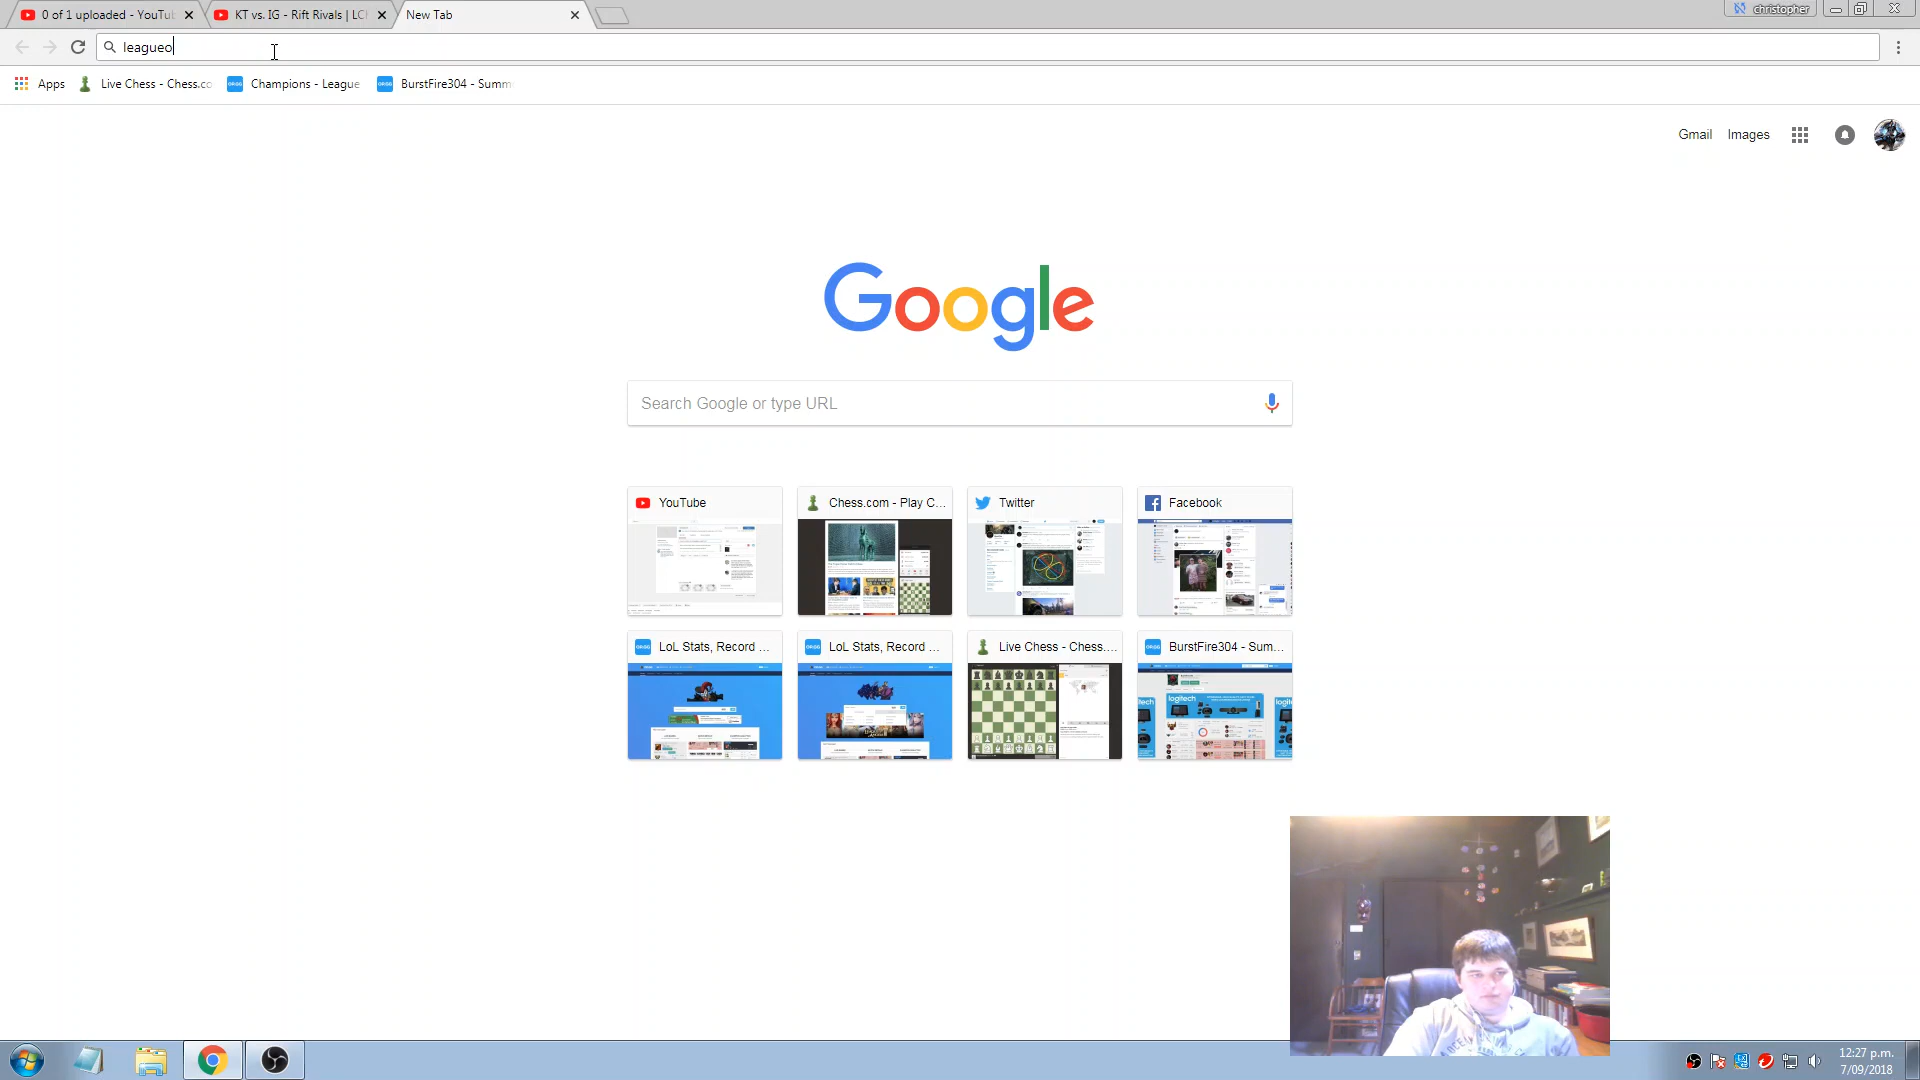 0 of 1 uploaded - YouTub
KT vs. IG - Rift Rivals | LC
New Tab
christopher
leagueo
Apps
Live Chess - Chess.co
Champions - League
BurstFire304 - Summ
Gmail
Images
Google
Search Google or type URL
YouTube
Chess.com - Play C...
Twitter
Facebook
LoL Stats, Record ...
LoL Stats, Record ...
Live Chess - Chess....
BurstFire304 - Sum...
logitech
12:27 p.m.
7/09/2018